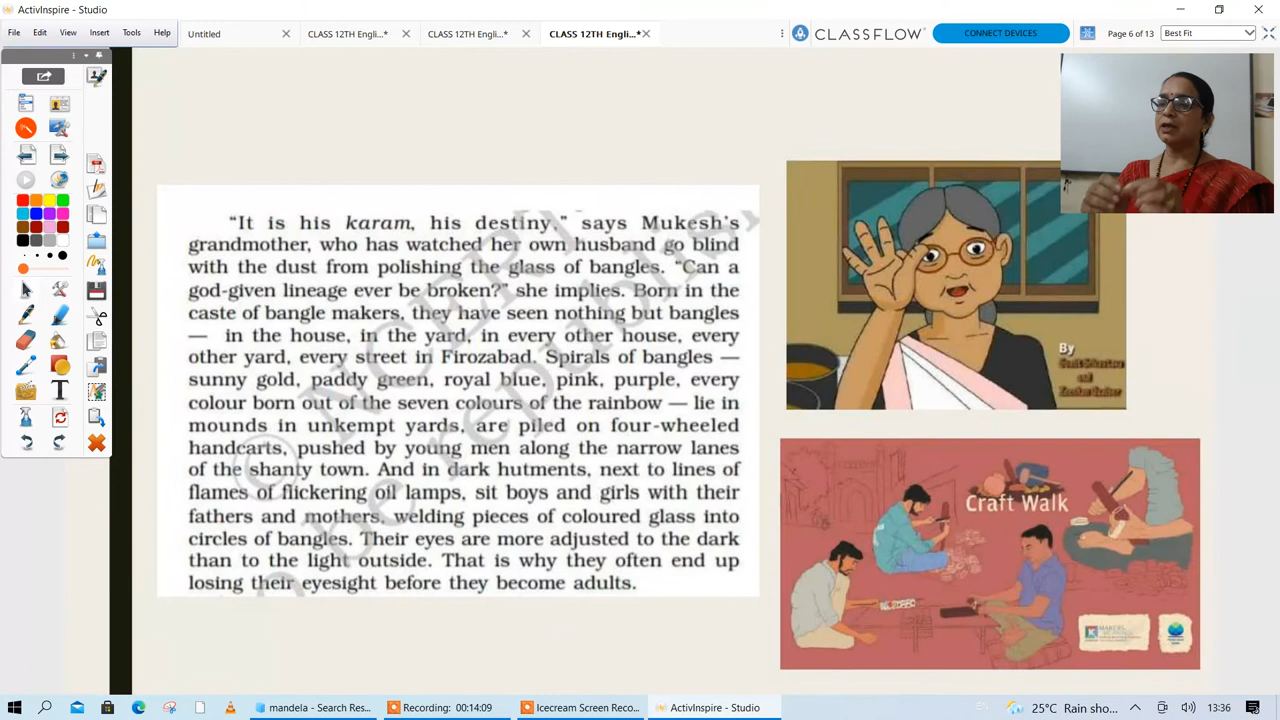 ActivInspire - Studio
File Edit View Insert Tools Help
Untitled
CLASS 12TH Engli...*
CLASS 12TH Engli...*
CLASS 12TH Engli...*
CLASSFLOW
CONNECT DEVICES
Page 6 of 13
Best Fit
“It is his karam, his destiny,” says Mukesh’s
grandmother, who has watched her own husband go blind
with the dust from polishing the glass of bangles. “Can a
god-given lineage ever be broken?” she implies. Born in the
caste of bangle makers, they have seen nothing but bangles
— in the house, in the yard, in every other house, every
other yard, every street in Firozabad. Spirals of bangles —
sunny gold, paddy green, royal blue, pink, purple, every
colour born out of the seven colours of the rainbow — lie in
mounds in unkempt yards, are piled on four-wheeled
handcarts, pushed by young men along the narrow lanes
of the shanty town. And in dark hutments, next to lines of
flames of flickering oil lamps, sit boys and girls with their
fathers and mothers, welding pieces of coloured glass into
circles of bangles. Their eyes are more adjusted to the dark
than to the light outside. That is why they often end up
losing their eyesight before they become adults.
© NCERT
be republish
By
and
Craft Walk
mandela - Search Res...
Recording: 00:14:09
Icecream Screen Reco...
ActivInspire - Studio
25°C Rain sho...
13:36